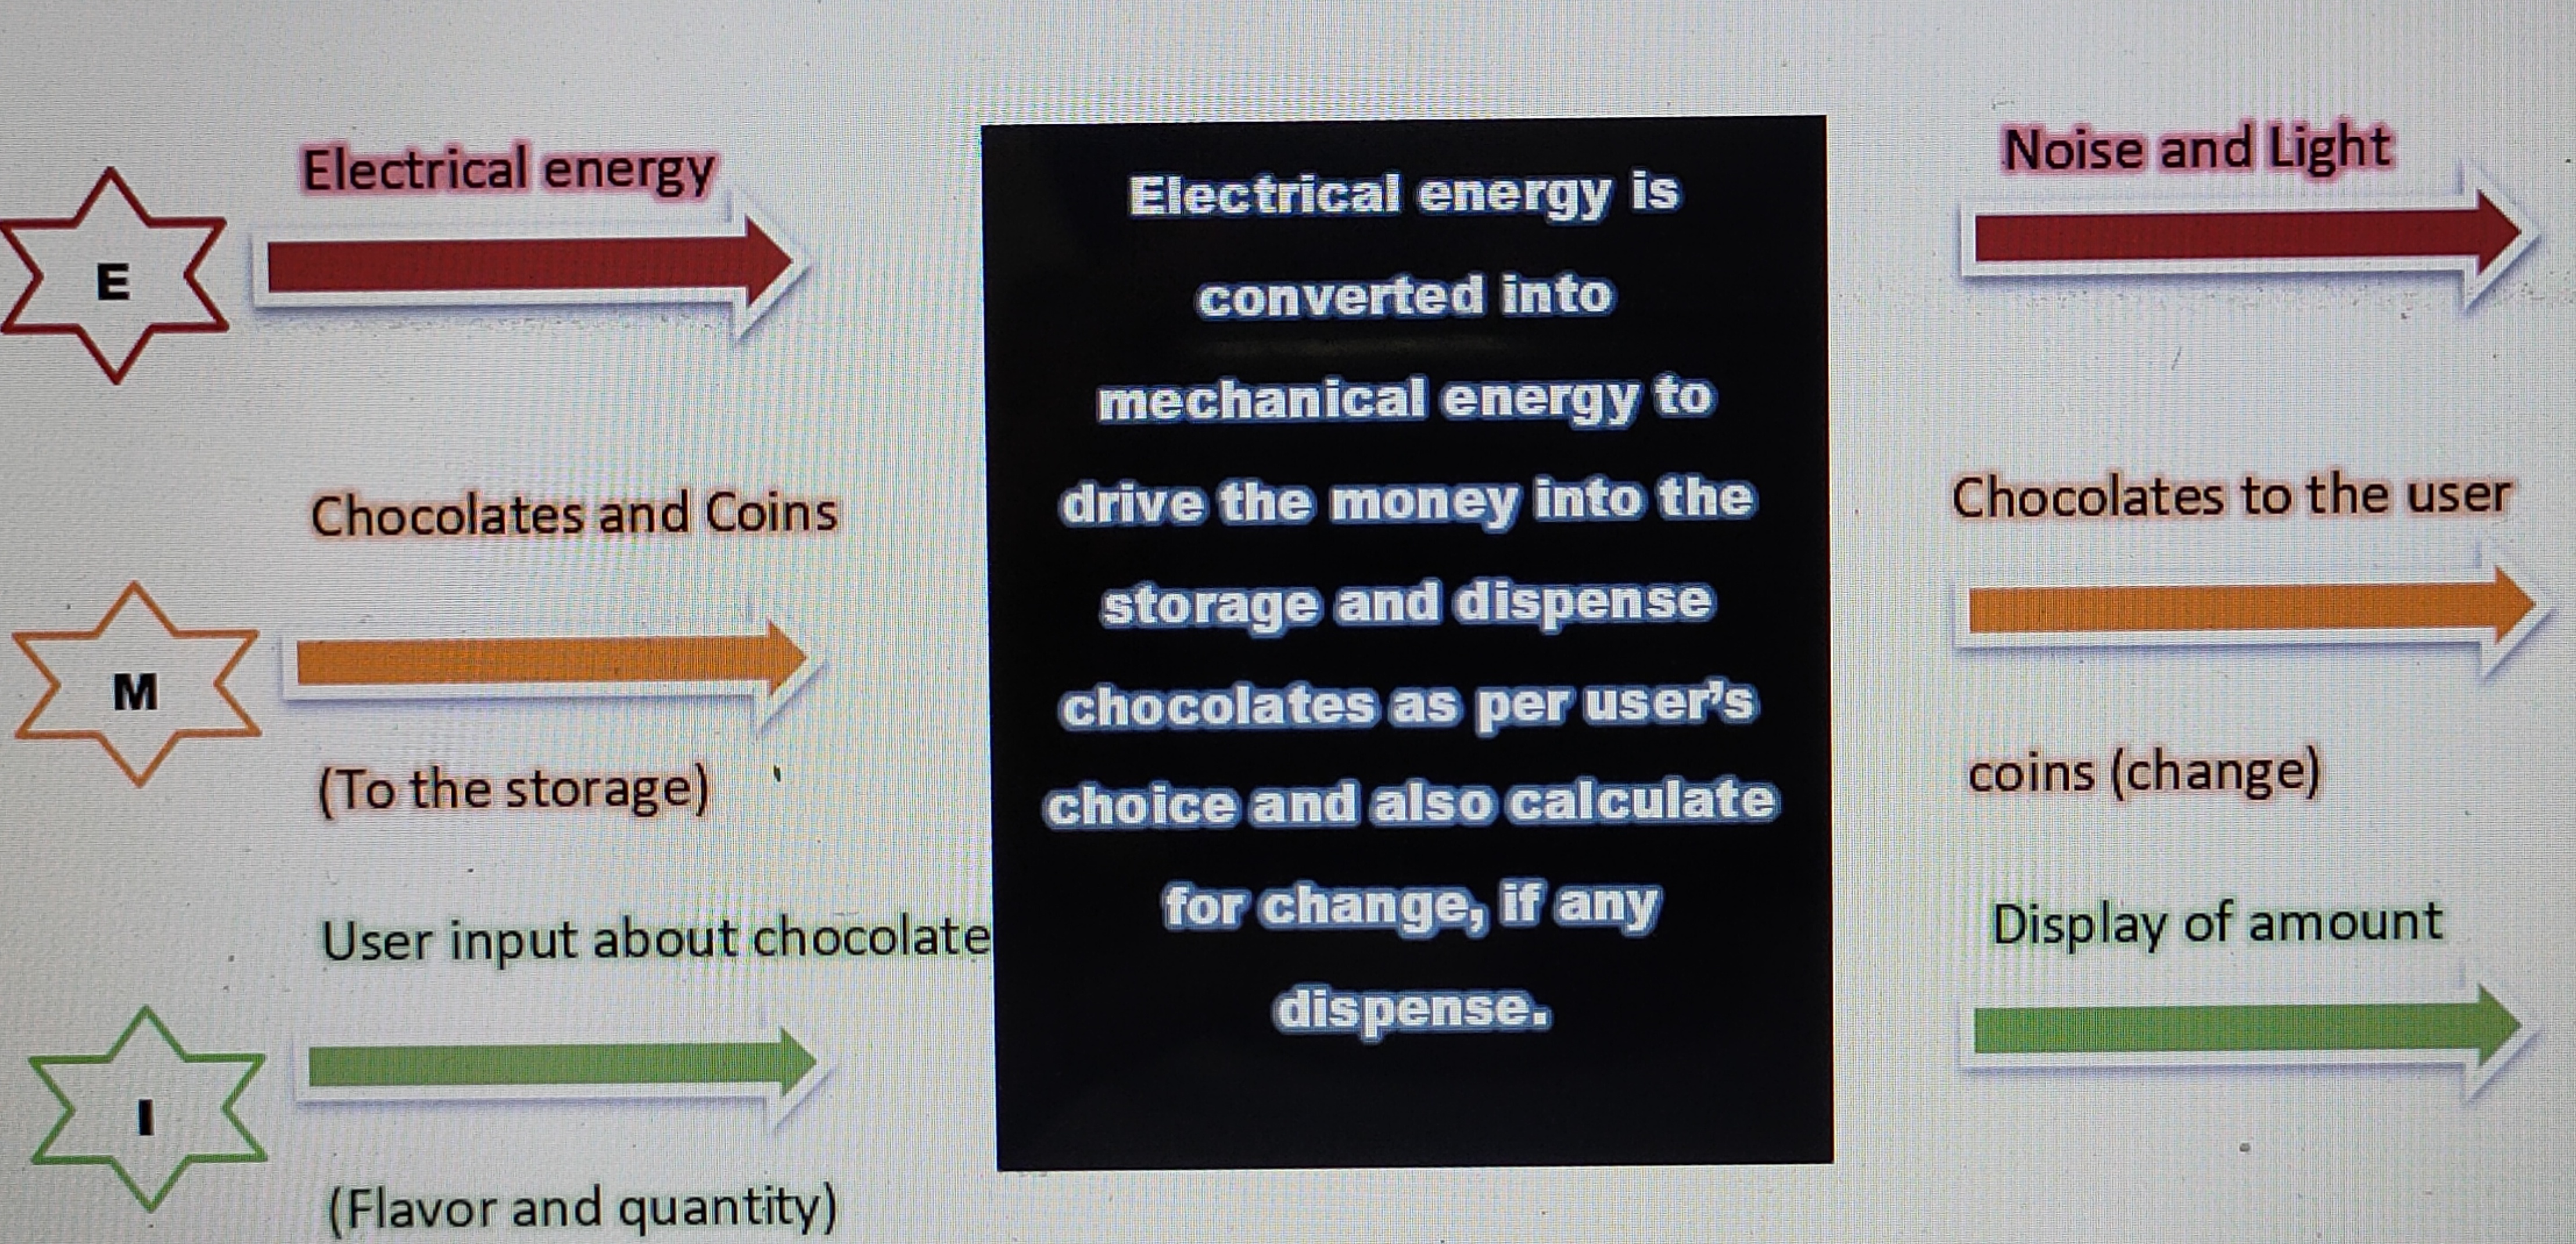 Electrical energy
E
Chocolates and Coins
M
(To the storage)
User input about chocolate
I
(Flavor and quantity)
Electrical energy is
converted into
mechanical energy to
drive the money into the
storage and dispense
chocolates as per user's
choice and also calculate
for change, if any
dispense.
Noise and Light
Chocolates to the user
coins (change)
Display of amount